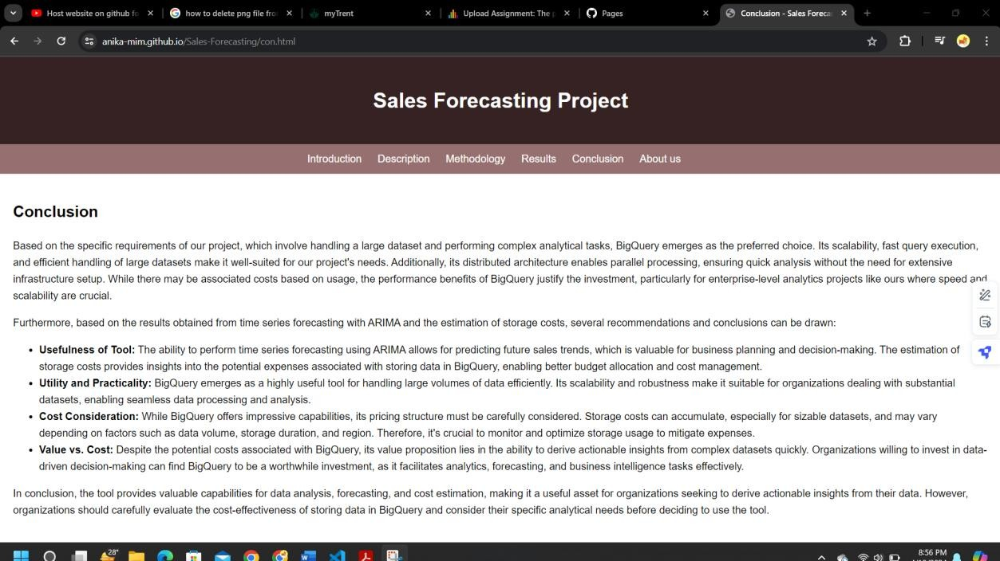 Host website on github fo
how to delete png file fro
myTrent
Upload Assignment: The p
Pages
Conclusion - Sales Foreca
anika-mim.github.io/Sales-Forecasting/con.html
Sales Forecasting Project
Introduction Description Methodology Results Conclusion About us
Conclusion
Based on the specific requirements of our project, which involve handling a large dataset and performing complex analytical tasks, BigQuery emerges as the preferred choice. Its scalability, fast query execution,
and efficient handling of large datasets make it well-suited for our project's needs. Additionally, its distributed architecture enables parallel processing, ensuring quick analysis without the need for extensive
infrastructure setup. While there may be associated costs based on usage, the performance benefits of BigQuery justify the investment, particularly for enterprise-level analytics projects like ours where speed and
scalability are crucial.
Furthermore, based on the results obtained from time series forecasting with ARIMA and the estimation of storage costs, several recommendations and conclusions can be drawn:
• Usefulness of Tool: The ability to perform time series forecasting using ARIMA allows for predicting future sales trends, which is valuable for business planning and decision-making. The estimation of
storage costs provides insights into the potential expenses associated with storing data in BigQuery, enabling better budget allocation and cost management.
• Utility and Practicality: BigQuery emerges as a highly useful tool for handling large volumes of data efficiently. Its scalability and robustness make it suitable for organizations dealing with substantial
datasets, enabling seamless data processing and analysis.
• Cost Consideration: While BigQuery offers impressive capabilities, its pricing structure must be carefully considered. Storage costs can accumulate, especially for sizable datasets, and may vary
depending on factors such as data volume, storage duration, and region. Therefore, it's crucial to monitor and optimize storage usage to mitigate expenses.
• Value vs. Cost: Despite the potential costs associated with BigQuery, its value proposition lies in the ability to derive actionable insights from complex datasets quickly. Organizations willing to invest in data-
driven decision-making can find BigQuery to be a worthwhile investment, as it facilitates analytics, forecasting, and business intelligence tasks effectively.
In conclusion, the tool provides valuable capabilities for data analysis, forecasting, and cost estimation, making it a useful asset for organizations seeking to derive actionable insights from their data. However,
organizations should carefully evaluate the cost-effectiveness of storing data in BigQuery and consider their specific analytical needs before deciding to use the tool.
28°
8:56 PM